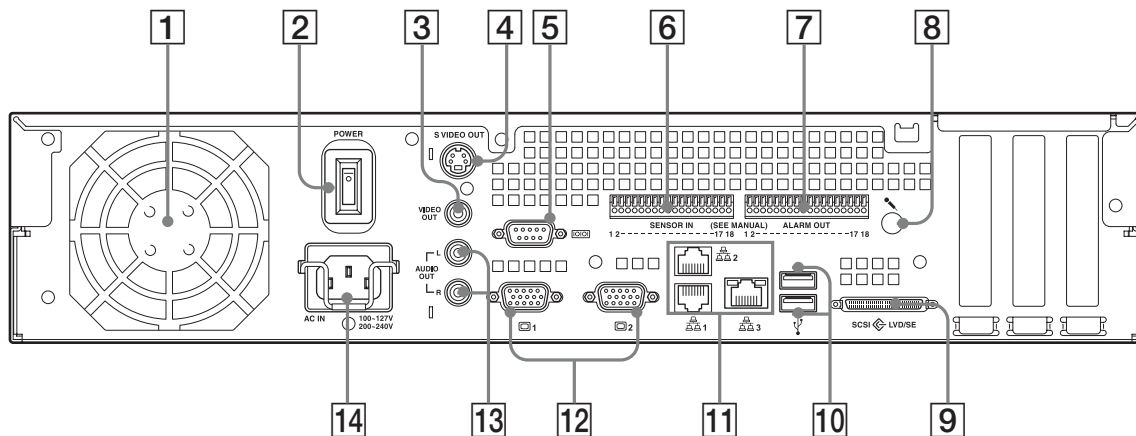 1 2 3 4 5 6 7 8
POWER
S VIDEO OUT
VIDEO
OUT
SENSOR IN (SEE MANUAL) ALARM OUT
1 2 ---------------- 17 18 1 2 ---------------- 17 18
L
AUDIO
OUT
R
2
AC IN
100~127V
200~240V
1
2
1
3
SCSI LVD/SE
14 13 12 11 10 9